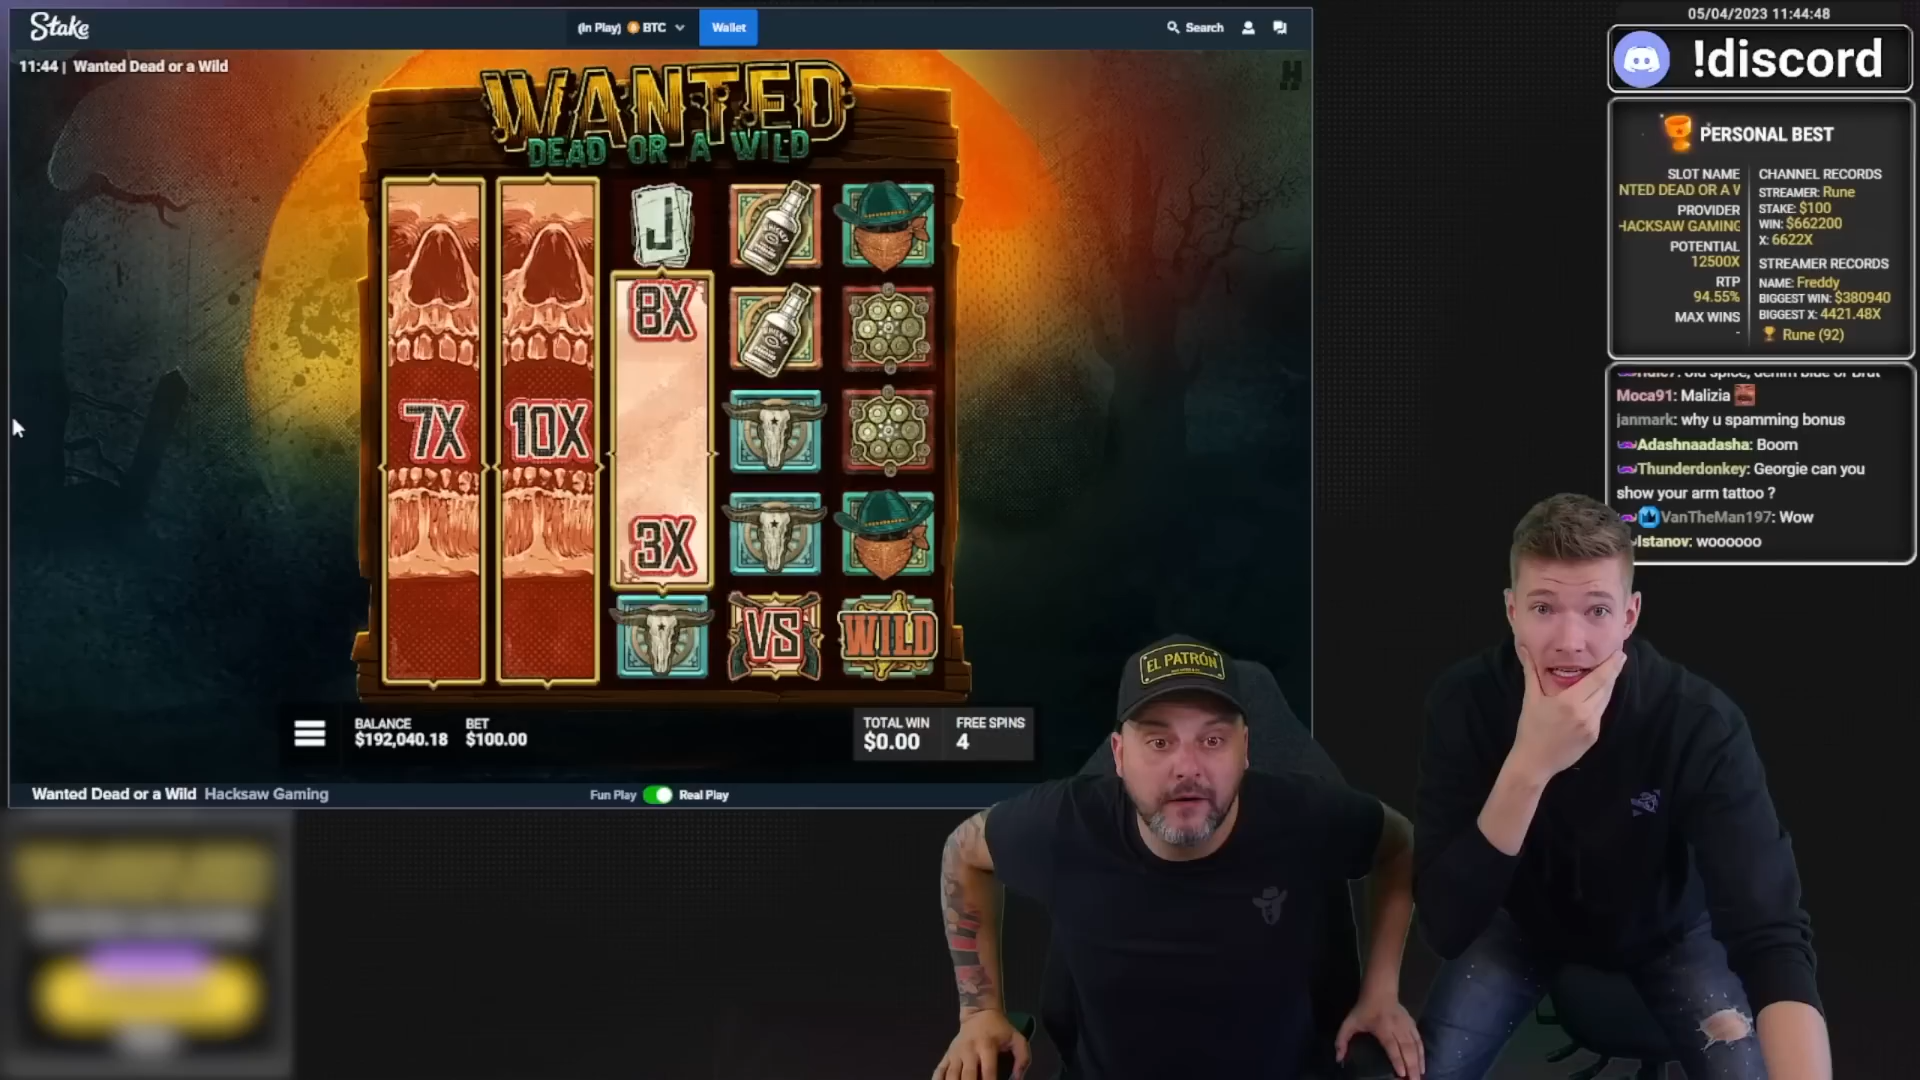 Stake
(In Play) BTC
Wallet
Search
11:44 | Wanted Dead or a Wild
WANTED
DEAD OR A WILD
J
8X
7X
10X
3X
VS
WILD
BALANCE
$192,040.18
BET
$100.00
TOTAL WIN
$0.00
FREE SPINS
4
Wanted Dead or a Wild Hacksaw Gaming
Fun Play
Real Play
EL PATRÓN
05/04/2023 11:44:48
!discord
PERSONAL BEST
SLOT NAME
NTED DEAD OR A W
PROVIDER
HACKSAW GAMING
POTENTIAL
12500X
RTP
94.55%
MAX WINS
-
CHANNEL RECORDS
STREAMER: Rune
STAKE: $100
WIN: $662200
X: 6622X
STREAMER RECORDS
NAME: Freddy
BIGGEST WIN: $380940
BIGGEST X: 4421.48X
Rune (92)
Moca91: Malizia
janmark: why u spamming bonus
Adashnaadasha: Boom
Thunderdonkey: Georgie can you
show your arm tattoo ?
VanTheMan197: Wow
Istanov: woooooo